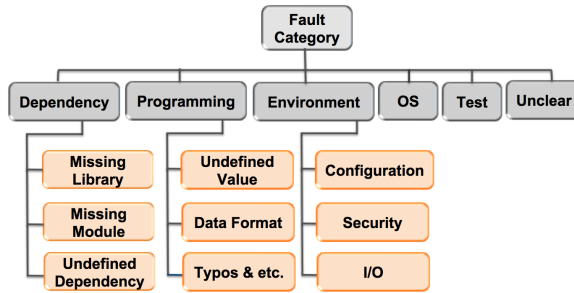 Fault
Category
Dependency
Programming
Environment
OS
Test
Unclear
Missing
Library
Undefined
Value
Configuration
Missing
Module
Data Format
Security
Undefined
Dependency
Typos & etc.
I/O